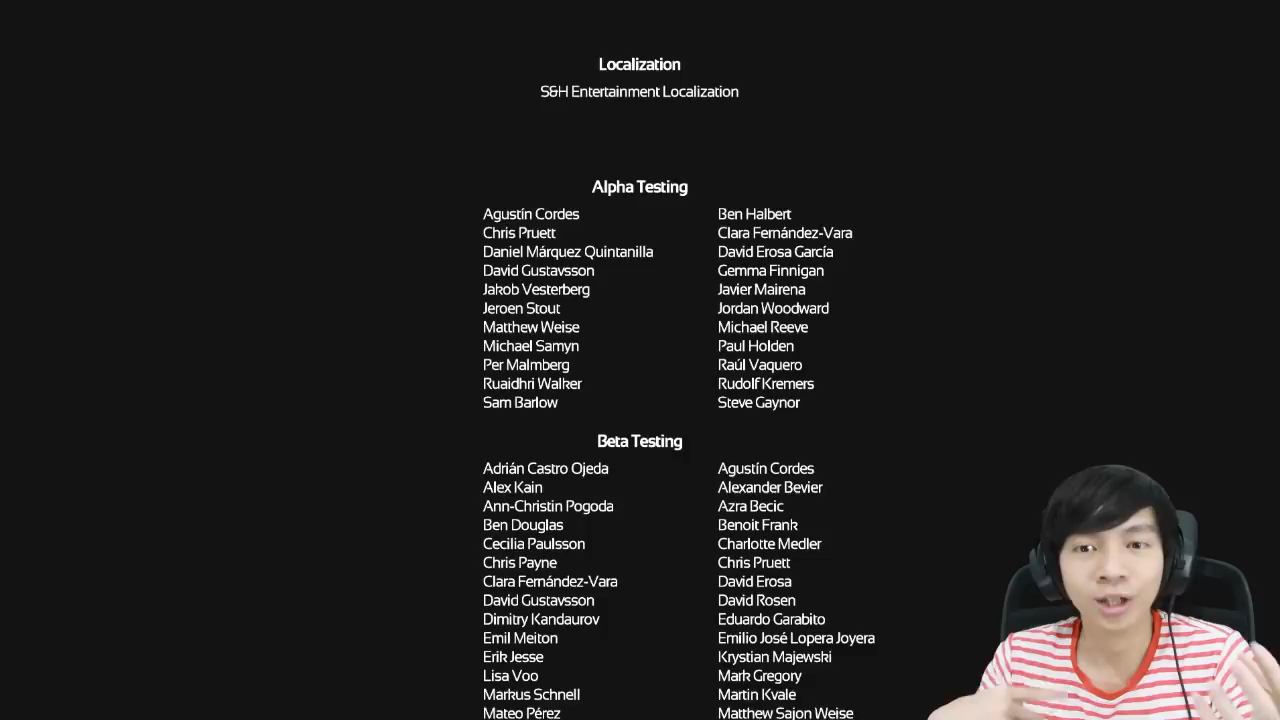 Localization
S&H Entertainment Localization
Alpha Testing
Agustín Cordes Ben Halbert
Chris Pruett Clara Fernández-Vara
Daniel Márquez Quintanilla David Erosa García
David Gustavsson Gemma Finnigan
Jakob Vesterberg Javier Mairena
Jeroen Stout Jordan Woodward
Matthew Weise Michael Reeve
Michael Samyn Paul Holden
Per Malmberg Raúl Vaquero
Ruaidhri Walker Rudolf Kremers
Sam Barlow Steve Gaynor
Beta Testing
Adrián Castro Ojeda Agustín Cordes
Alex Kain Alexander Bevier
Ann-Christin Pogoda Azra Becic
Ben Douglas Benoit Frank
Cecilia Paulsson Charlotte Medler
Chris Payne Chris Pruett
Clara Fernández-Vara David Erosa
David Gustavsson David Rosen
Dimitry Kandaurov Eduardo Garabito
Emil Meiton Emilio José Lopera Joyera
Erik Jesse Krystian Majewski
Lisa Voo Mark Gregory
Markus Schnell Martin Kvale
Mateo Pérez Matthew Sajon Weise